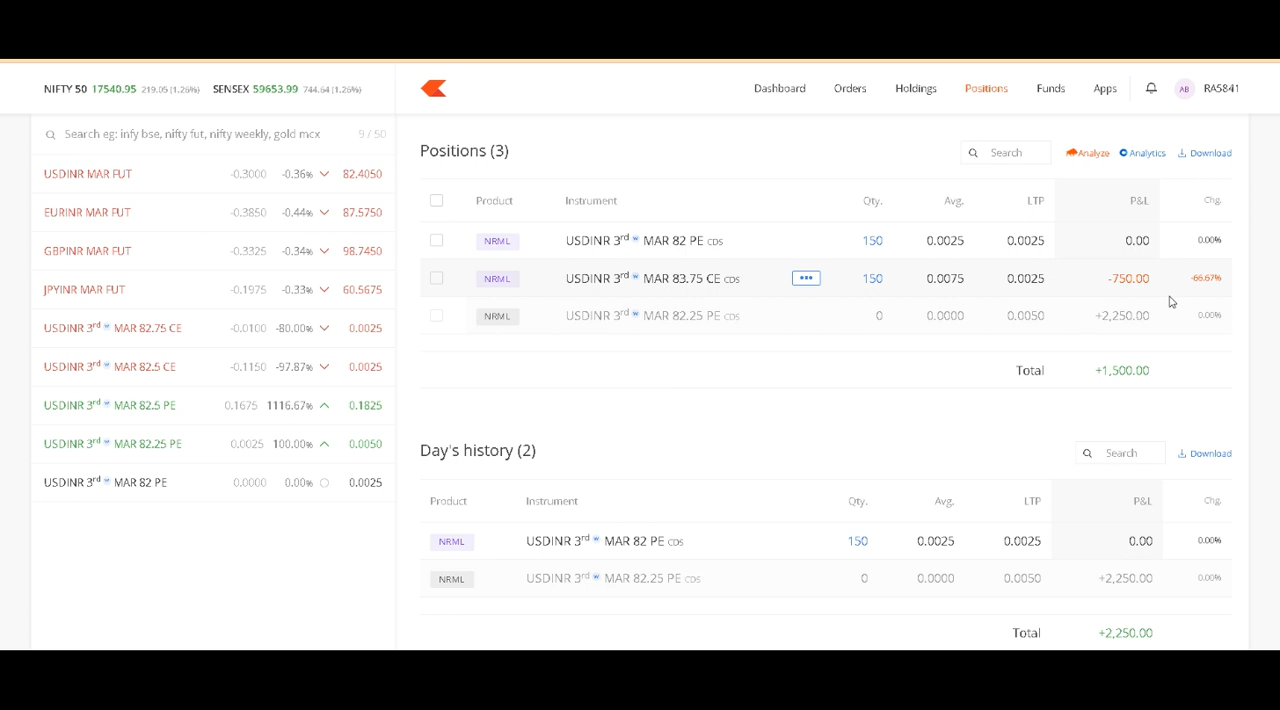 NIFTY 50 17540.95 219.05 (1.26%) SENSEX 59653.99 744.64 (1.26%)
Dashboard Orders Holdings Positions Funds Apps AB RA5841
Search eg: infy bse, nifty fut, nifty weekly, gold mcx 9 / 50
USDINR MAR FUT -0.3000 -0.36% 82.4050
EURINR MAR FUT -0.3850 -0.44% 87.5750
GBPINR MAR FUT -0.3325 -0.34% 98.7450
JPYINR MAR FUT -0.1975 -0.33% 60.5675
USDINR 3rd w MAR 82.75 CE -0.0100 -80.00% 0.0025
USDINR 3rd w MAR 82.5 CE -0.1150 -97.87% 0.0025
USDINR 3rd w MAR 82.5 PE 0.1675 1116.67% 0.1825
USDINR 3rd w MAR 82.25 PE 0.0025 100.00% 0.0050
USDINR 3rd w MAR 82 PE 0.0000 0.00% 0.0025
Positions (3) Search Analyze Analytics Download
Product Instrument Qty. Avg. LTP P&L Chg.
NRML USDINR 3rd w MAR 82 PE CDS 150 0.0025 0.0025 0.00 0.00%
NRML USDINR 3rd w MAR 83.75 CE CDS ••• 150 0.0075 0.0025 -750.00 -66.67%
NRML USDINR 3rd w MAR 82.25 PE CDS 0 0.0000 0.0050 +2,250.00 0.00%
Total +1,500.00
Day's history (2) Search Download
Product Instrument Qty. Avg. LTP P&L Chg.
NRML USDINR 3rd w MAR 82 PE CDS 150 0.0025 0.0025 0.00 0.00%
NRML USDINR 3rd w MAR 82.25 PE CDS 0 0.0000 0.0050 +2,250.00 0.00%
Total +2,250.00